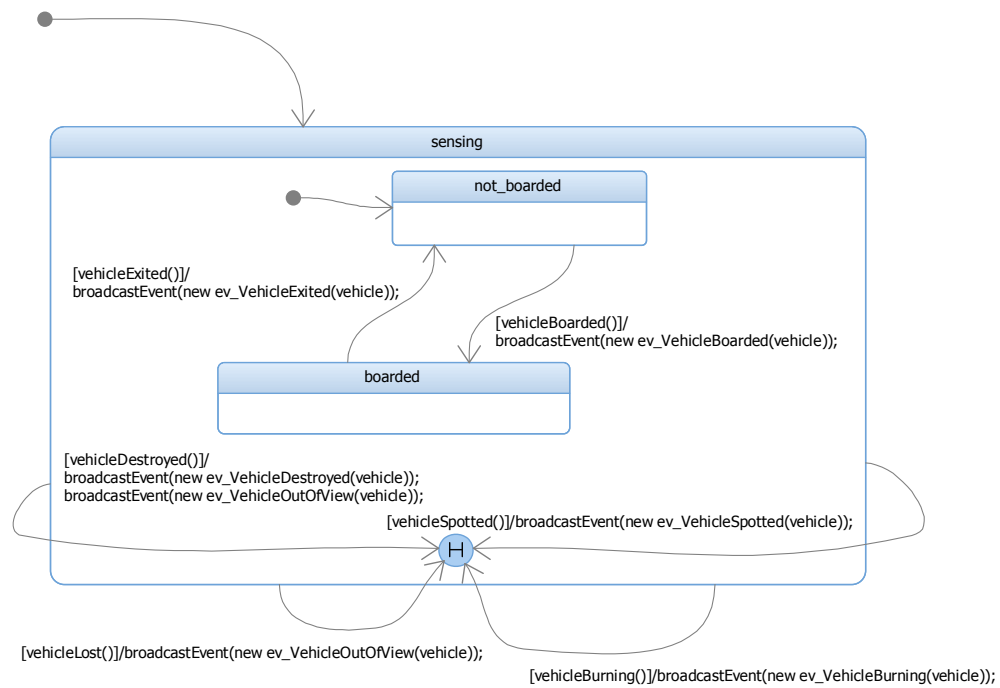 sensing
not_boarded
[vehicleExited()]/
broadcastEvent(new ev_VehicleExited(vehicle));
[vehicleBoarded()]/
broadcastEvent(new ev_VehicleBoarded(vehicle));
boarded
[vehicleDestroyed()]/
broadcastEvent(new ev_VehicleDestroyed(vehicle));
broadcastEvent(new ev_VehicleOutOfView(vehicle));
[vehicleSpotted()]/broadcastEvent(new ev_VehicleSpotted(vehicle));
H
[vehicleLost()]/broadcastEvent(new ev_VehicleOutOfView(vehicle));
[vehicleBurning()]/broadcastEvent(new ev_VehicleBurning(vehicle));